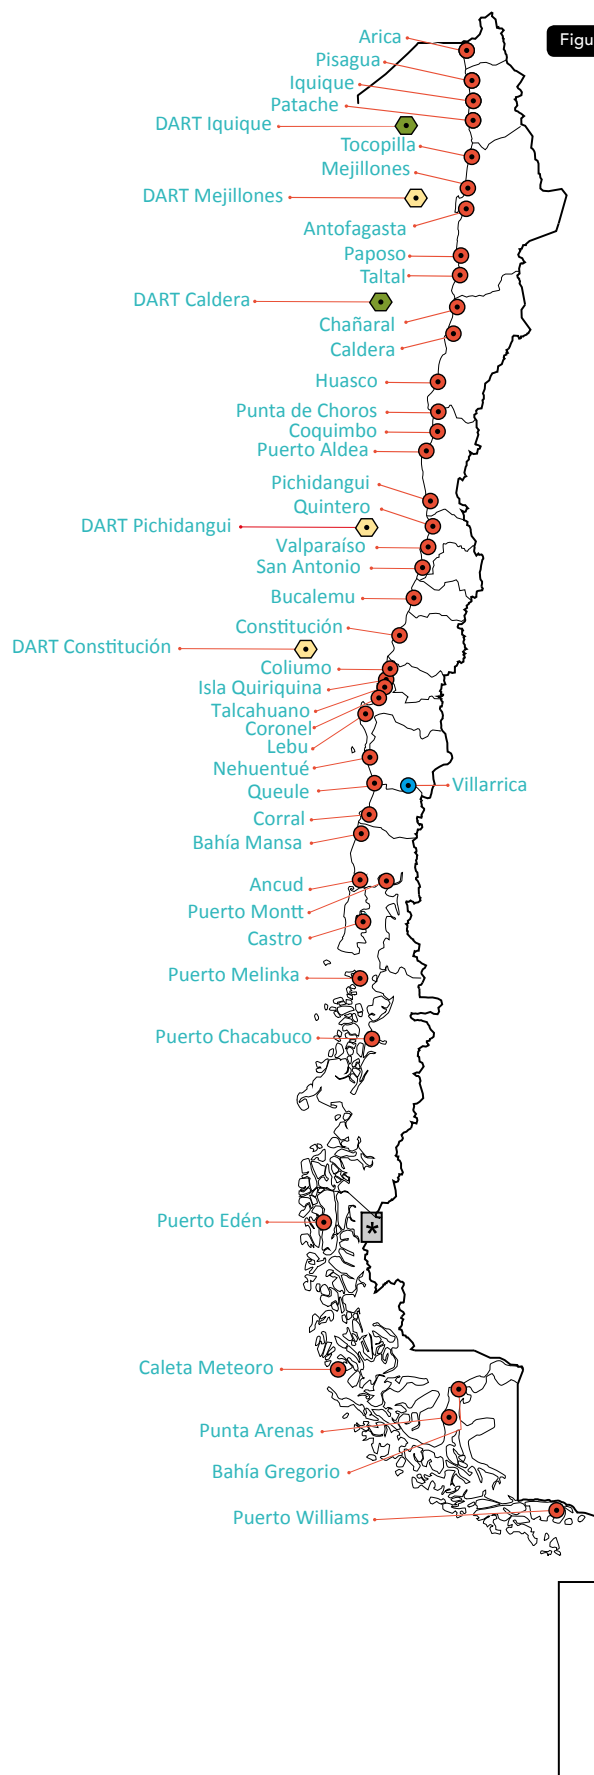 Arica
Figu
Pisagua
Iquique
Patache
DART Iquique
Tocopilla
Mejillones
DART Mejillones
Antofagasta
Paposo
Taltal
DART Caldera
Chañaral
Caldera
Huasco
Punta de Choros
Coquimbo
Puerto Aldea
Pichidangui
Quintero
DART Pichidangui
Valparaíso
San Antonio
Bucalemu
Constitución
DART Constitución
Coliumo
Isla Quiriquina
Talcahuano
Coronel
Lebu
Nehuentué
Queule
Villarrica
Corral
Bahía Mansa
Ancud
Puerto Montt
Castro
Puerto Melinka
Puerto Chacabuco
Puerto Edén
*
Caleta Meteoro
Punta Arenas
Bahía Gregorio
Puerto Williams